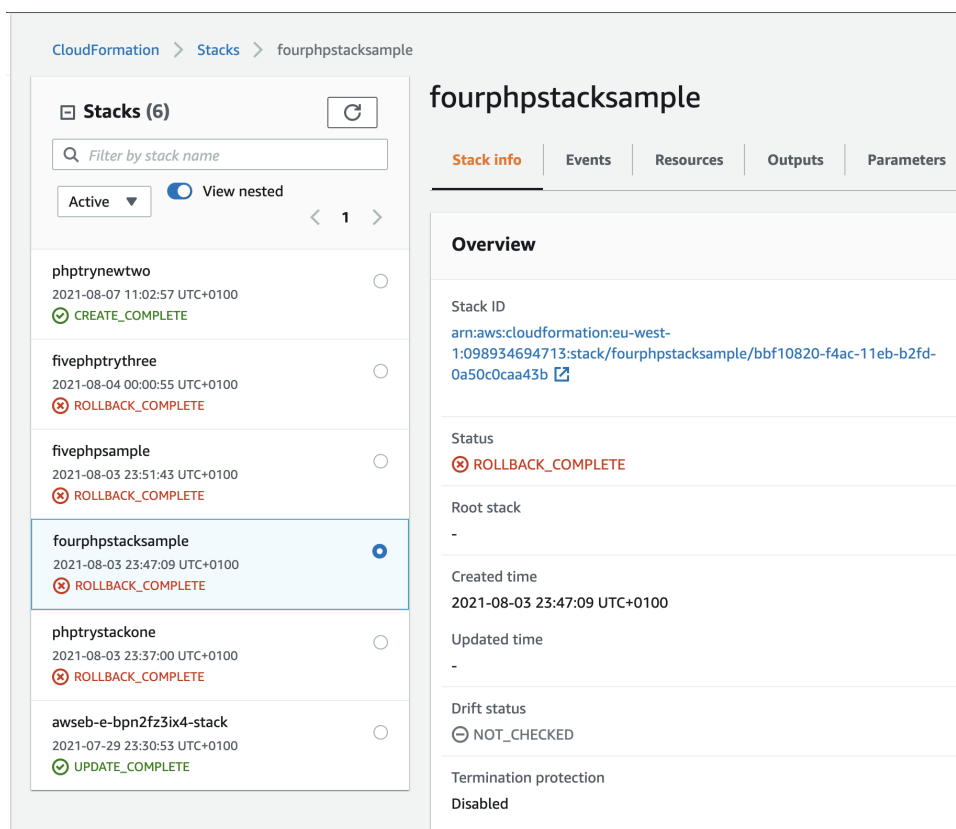 CloudFormation > Stacks > fourphpstacksample
Stacks (6)
Filter by stack name
Active
View nested
1
phptrynewtwo
2021-08-07 11:02:57 UTC+0100
CREATE_COMPLETE
fivephptrythree
2021-08-04 00:00:55 UTC+0100
ROLLBACK_COMPLETE
fivephpsample
2021-08-03 23:51:43 UTC+0100
ROLLBACK_COMPLETE
fourphpstacksample
2021-08-03 23:47:09 UTC+0100
ROLLBACK_COMPLETE
phptrystackone
2021-08-03 23:37:00 UTC+0100
ROLLBACK_COMPLETE
awseb-e-bpn2fz3ix4-stack
2021-07-29 23:30:53 UTC+0100
UPDATE_COMPLETE
fourphpstacksample
Stack info
Events
Resources
Outputs
Parameters
Overview
Stack ID
arn:aws:cloudformation:eu-west-
1:098934694713:stack/fourphpstacksample/bbf10820-f4ac-11eb-b2fd-
0a50c0caa43b
Status
ROLLBACK_COMPLETE
Root stack
-
Created time
2021-08-03 23:47:09 UTC+0100
Updated time
-
Drift status
NOT_CHECKED
Termination protection
Disabled